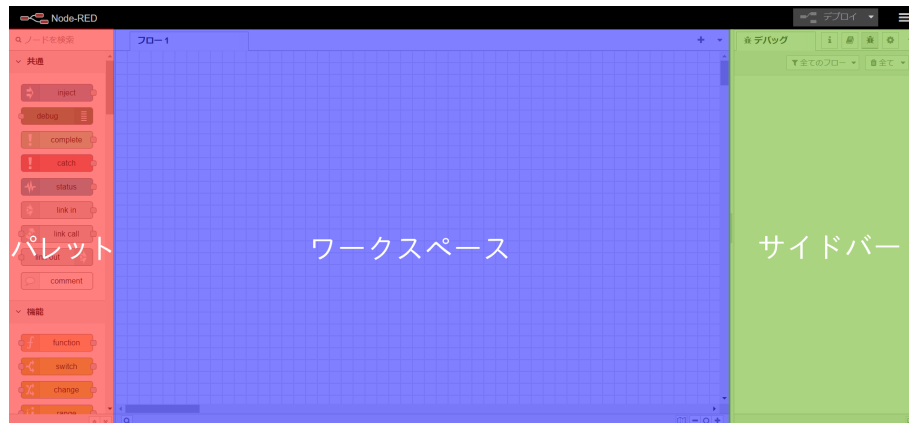 Node-RED
デプロイ
ノードを検索
フロー 1
デバッグ
i
全てのフロー
全て
共通
inject
debug
complete
catch
status
link in
link call
パレット
ワークスペース
サイドバー
comment
機能
function
switch
change
range